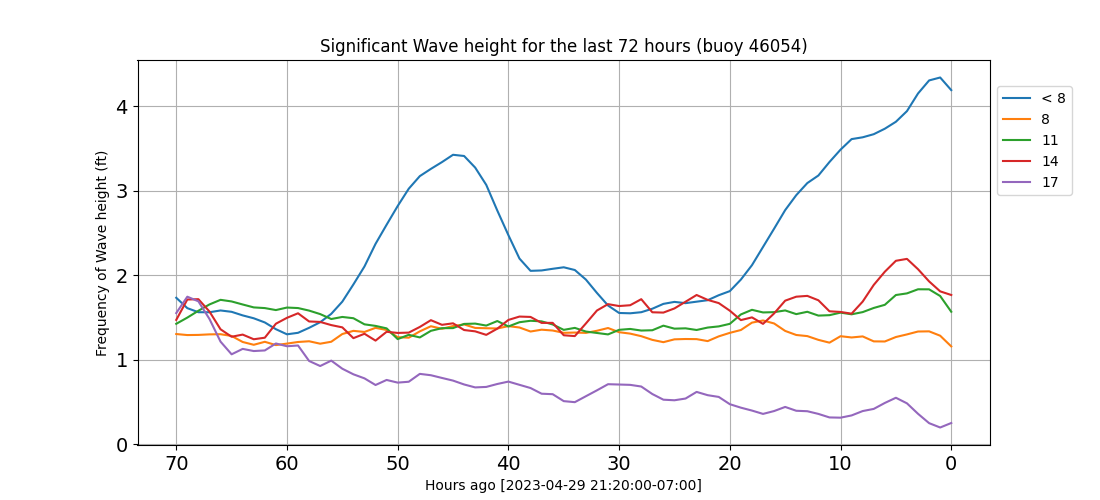 Significant Wave height for the last 72 hours (buoy 46054)
Frequency of Wave height (ft)
4
3
2
1
0
70 60 50 40 30 20 10 0
Hours ago [2023-04-29 21:20:00-07:00]
< 8
8
11
14
17